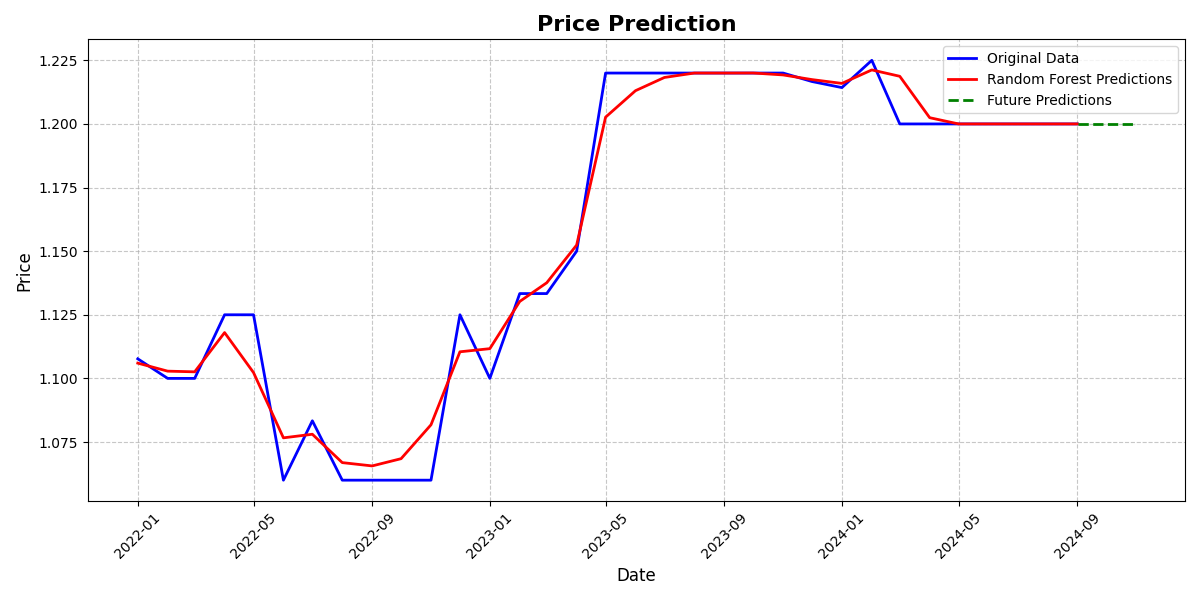 Price Prediction
Original Data
Random Forest Predictions
Future Predictions
1.225
1.200
1.175
1.150
1.125
1.100
1.075
Price
2022-01
2022-05
2022-09
2023-01
2023-05
2023-09
2024-01
2024-05
2024-09
Date